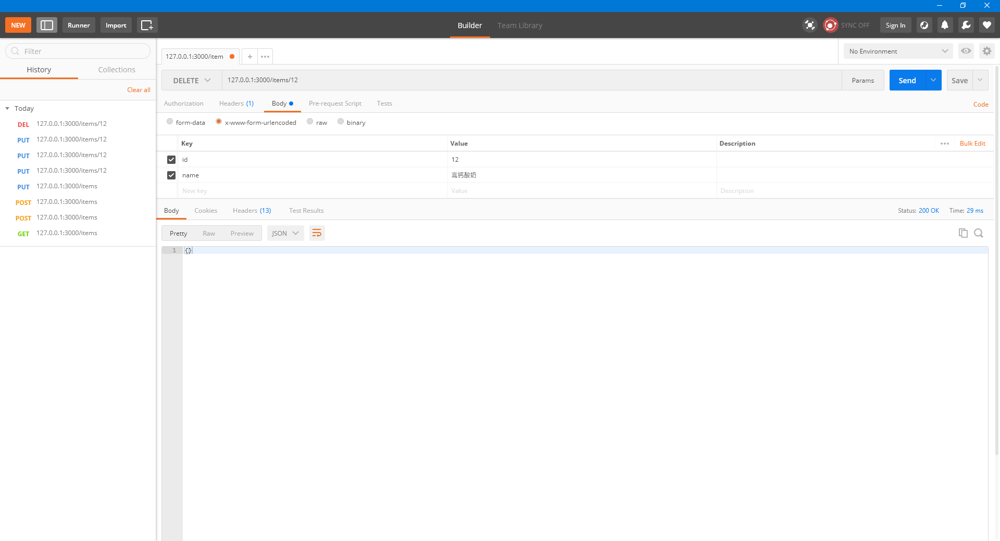 NEW Runner Import Builder Team Library SYNC OFF Sign In
Filter
History Collections
Clear all
Today
DEL 127.0.0.1:3000/items/12
PUT 127.0.0.1:3000/items/12
PUT 127.0.0.1:3000/items/12
PUT 127.0.0.1:3000/items/12
PUT 127.0.0.1:3000/items
POST 127.0.0.1:3000/items
POST 127.0.0.1:3000/items
GET 127.0.0.1:3000/items
127.0.0.1:3000/item + ••• No Environment
DELETE 127.0.0.1:3000/items/12 Params Send Save
Authorization Headers (1) Body Pre-request Script Tests Code
form-data x-www-form-urlencoded raw binary
Key Value Description ••• Bulk Edit
id 12
name 高钙酸奶
New key Value Description
Body Cookies Headers (13) Test Results Status: 200 OK Time: 29 ms
Pretty Raw Preview JSON
1 {}